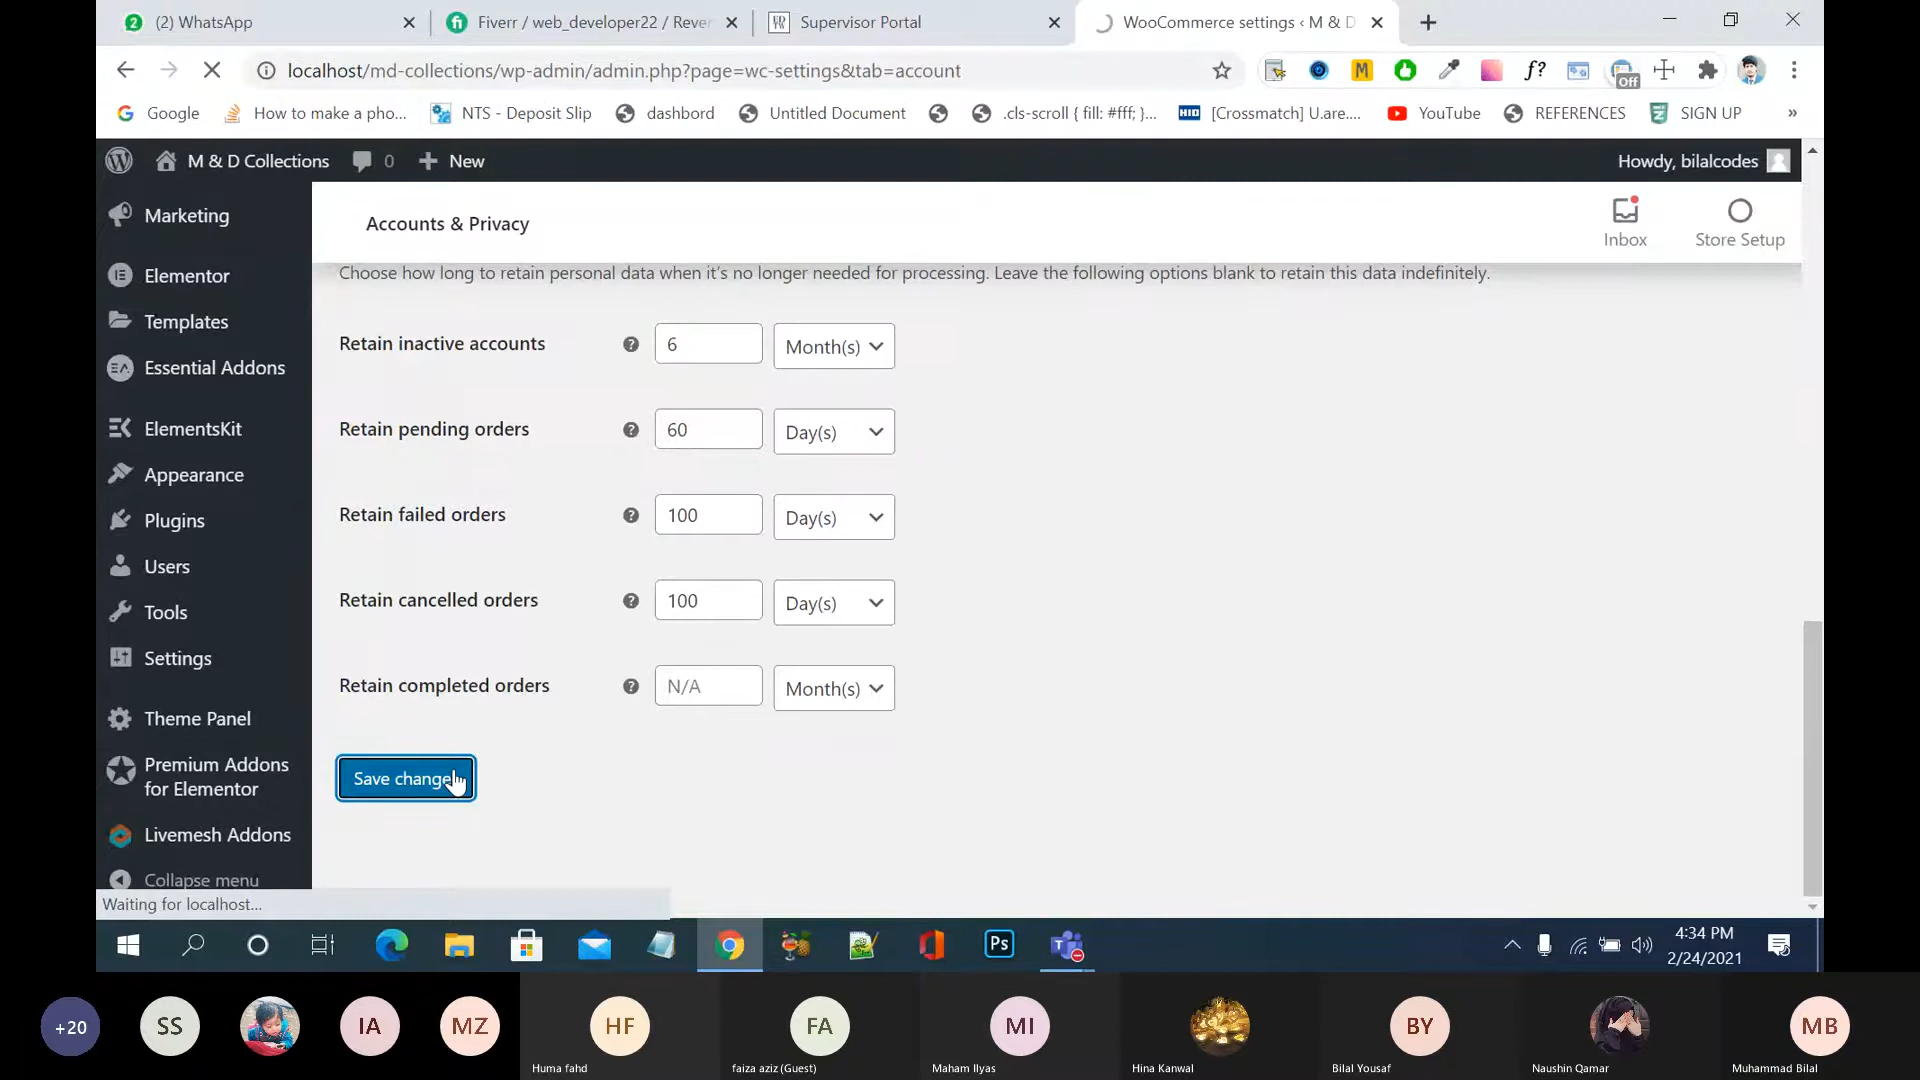 (2) WhatsApp
Fiverr / web_developer22 / Rever
Supervisor Portal
WooCommerce settings ‹ M & D
localhost/md-collections/wp-admin/admin.php?page=wc-settings&tab=account
M
f?
Off
Google
How to make a pho...
NTS - Deposit Slip
dashbord
Untitled Document
.cls-scroll { fill: #fff; }...
HID
[Crossmatch] U.are....
YouTube
REFERENCES
SIGN UP
»
M & D Collections
0
New
Howdy, bilalcodes
Marketing
Elementor
Templates
Essential Addons
ElementsKit
Appearance
Plugins
Users
Tools
Settings
Theme Panel
Premium Addons
for Elementor
Livemesh Addons
Collapse menu
Accounts & Privacy
Inbox
Store Setup
Choose how long to retain personal data when it's no longer needed for processing. Leave the following options blank to retain this data indefinitely.
Retain inactive accounts ? 6 Month(s)
Retain pending orders ? 60 Day(s)
Retain failed orders ? 100 Day(s)
Retain cancelled orders ? 100 Day(s)
Retain completed orders ? N/A Month(s)
Save change
Waiting for localhost...
Ps
4:34 PM
2/24/2021
+20
SS
IA
MZ
HF
Huma fahd
FA
faiza aziz (Guest)
MI
Maham Ilyas
Hina Kanwal
BY
Bilal Yousaf
Naushin Qamar
MB
Muhammad Bilal